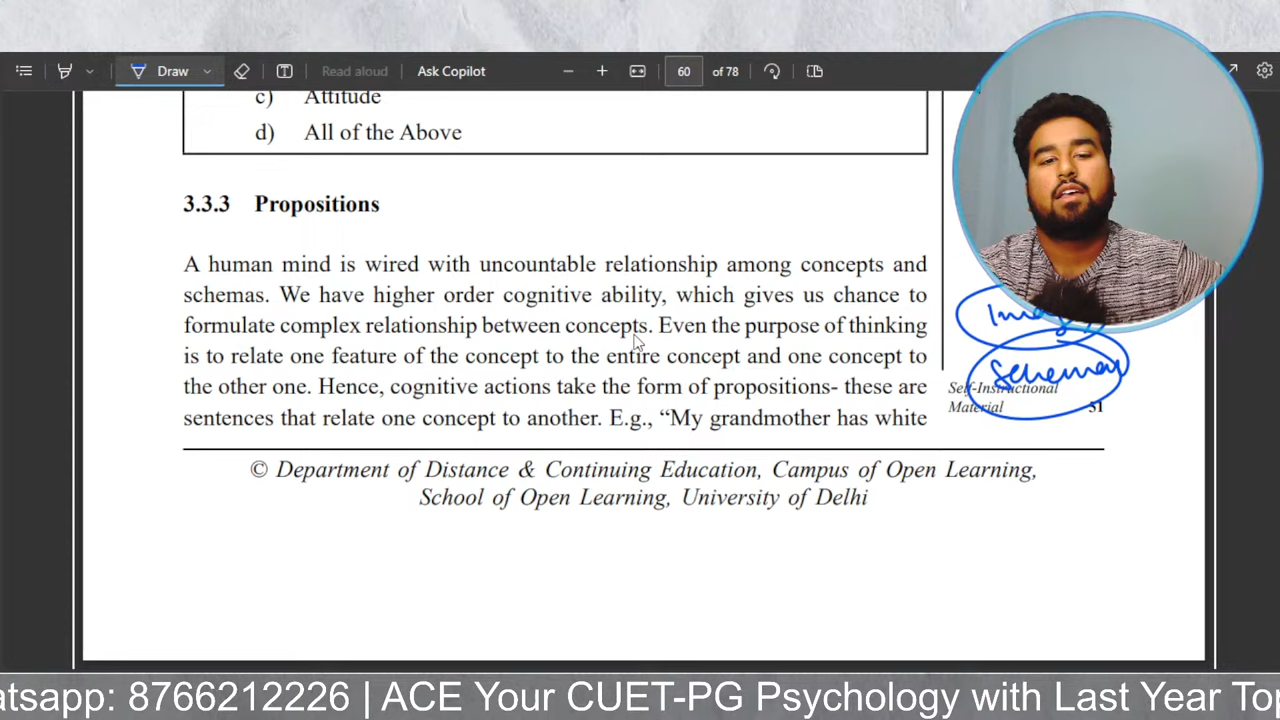 Draw
Read aloud
Ask Copilot
60
of 78
c) Attitude
d) All of the Above
3.3.3 Propositions
A human mind is wired with uncountable relationship among concepts and
schemas. We have higher order cognitive ability, which gives us chance to
formulate complex relationship between concepts. Even the purpose of thinking
is to relate one feature of the concept to the entire concept and one concept to
the other one. Hence, cognitive actions take the form of propositions- these are
sentences that relate one concept to another. E.g., “My grandmother has white
Schemas
Self-Instructional
Material 51
© Department of Distance & Continuing Education, Campus of Open Learning,
School of Open Learning, University of Delhi
atsapp: 8766212226 | ACE Your CUET-PG Psychology with Last Year Top